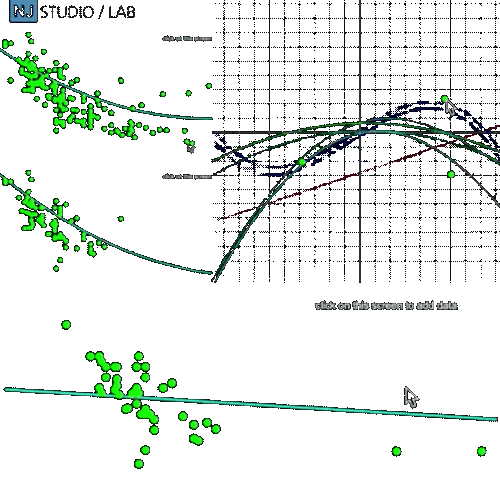 NJ STUDIO / LAB
click on this screen
click on this screen
click on this screen to add data